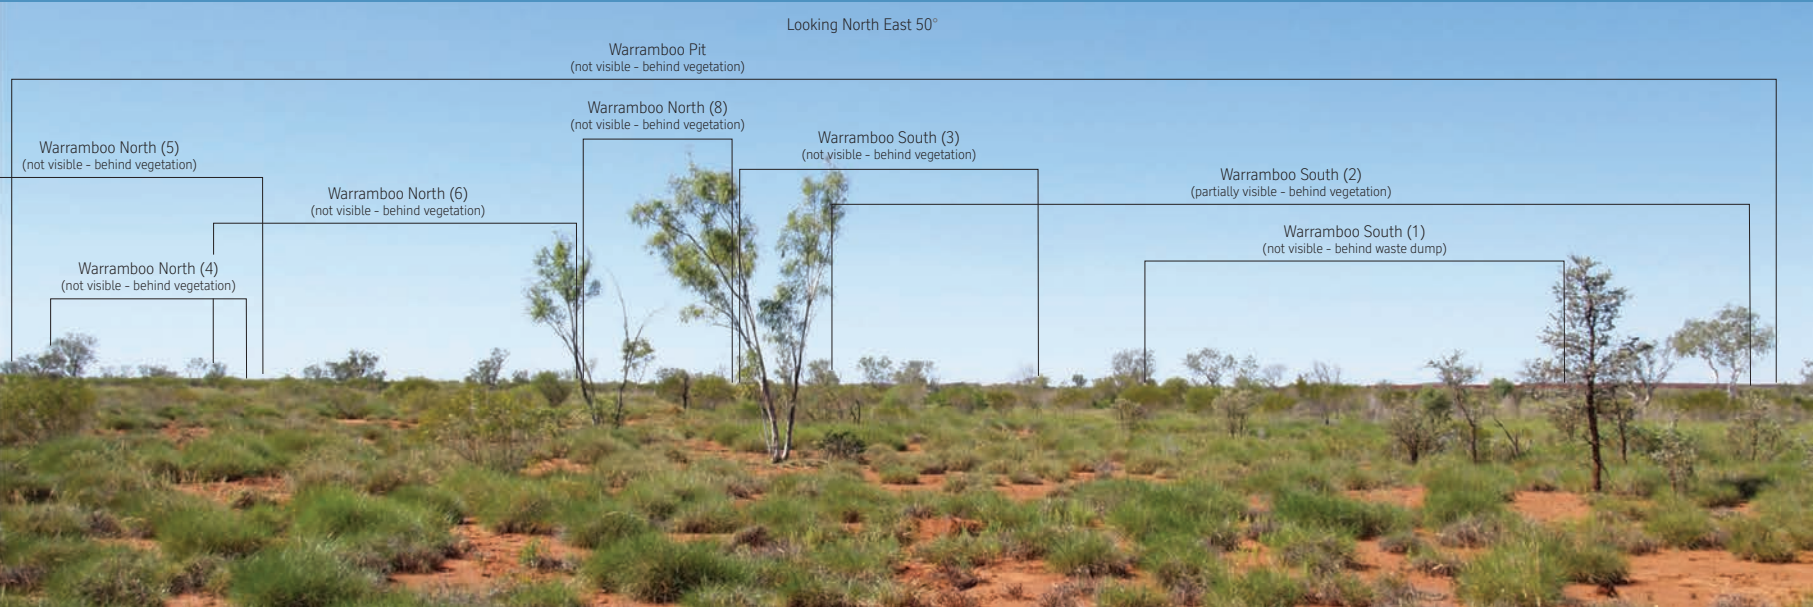 Looking North East 50°
Warramboo Pit
(not visible - behind vegetation)
Warramboo North (8)
(not visible - behind vegetation)
Warramboo South (3)
(not visible - behind vegetation)
Warramboo North (5)
(not visible - behind vegetation)
Warramboo South (2)
(partially visible - behind vegetation)
Warramboo North (6)
(not visible - behind vegetation)
Warramboo South (1)
(not visible - behind waste dump)
Warramboo North (4)
(not visible - behind vegetation)